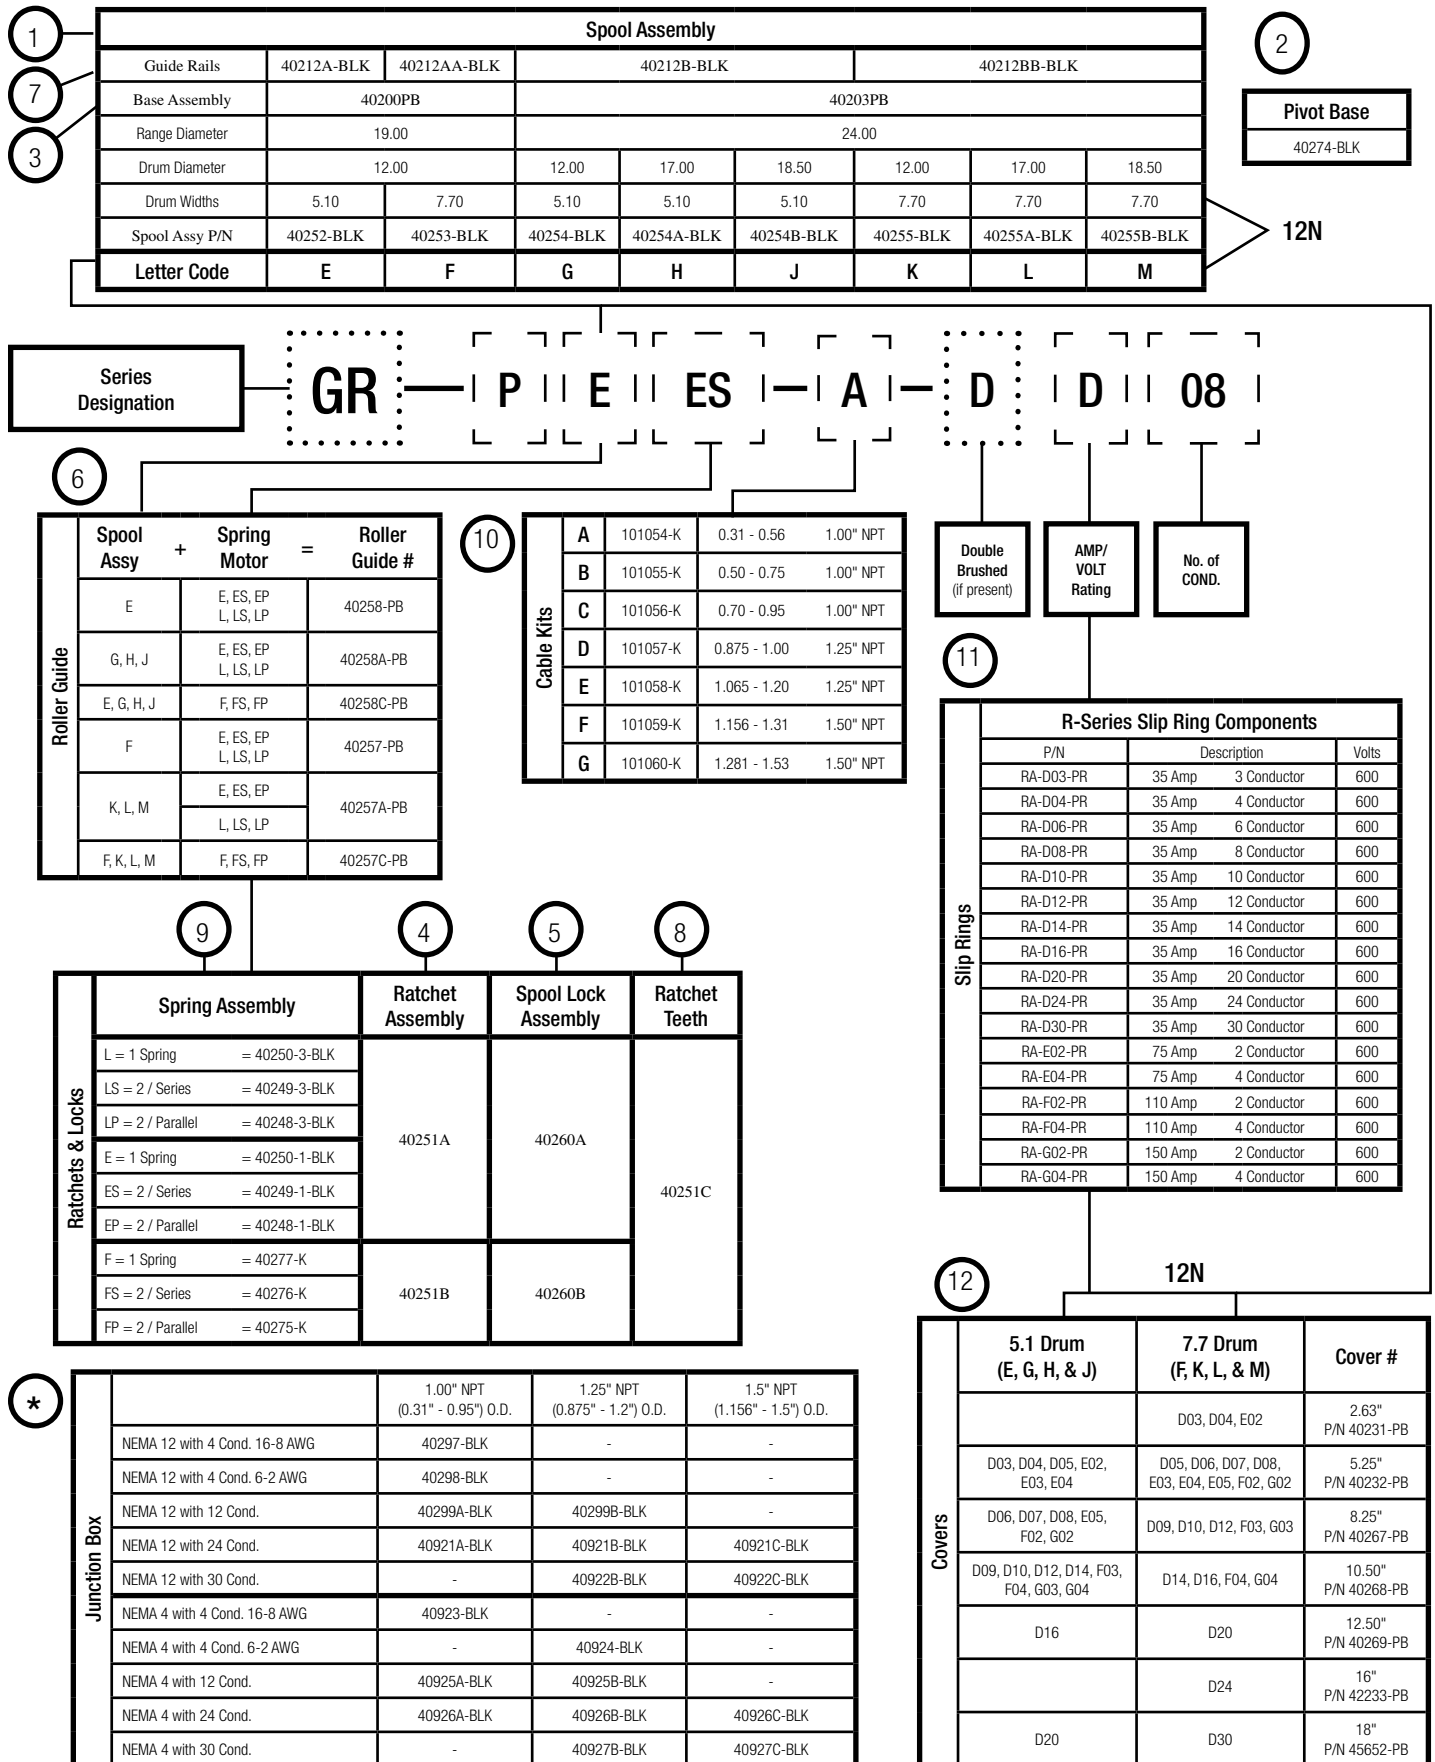 1
Spool Assembly
2
7
3
Guide Rails 40212A-BLK 40212AA-BLK 40212B-BLK 40212BB-BLK
Base Assembly 40200PB 40203PB
Range Diameter 19.00 24.00
Drum Diameter 12.00 12.00 17.00 18.50 12.00 17.00 18.50
Drum Widths 5.10 7.70 5.10 5.10 5.10 7.70 7.70 7.70
Spool Assy P/N 40252-BLK 40253-BLK 40254-BLK 40254A-BLK 40254B-BLK 40255-BLK 40255A-BLK 40255B-BLK
Letter Code E F G H J K L M
Pivot Base
40274-BLK
12N
Series
Designation
GR — P E ES — A — D D 08
6
Roller Guide
Spool Assy + Spring Motor = Roller Guide #
E E, ES, EP L, LS, LP 40258-PB
G, H, J E, ES, EP L, LS, LP 40258A-PB
E, G, H, J F, FS, FP 40258C-PB
F E, ES, EP L, LS, LP 40257-PB
K, L, M E, ES, EP L, LS, LP 40257A-PB
F, K, L, M F, FS, FP 40257C-PB
10
Cable Kits
A 101054-K 0.31 - 0.56 1.00" NPT
B 101055-K 0.50 - 0.75 1.00" NPT
C 101056-K 0.70 - 0.95 1.00" NPT
D 101057-K 0.875 - 1.00 1.25" NPT
E 101058-K 1.065 - 1.20 1.25" NPT
F 101059-K 1.156 - 1.31 1.50" NPT
G 101060-K 1.281 - 1.53 1.50" NPT
Double
Brushed
(if present)
AMP/
VOLT
Rating
No. of
COND.
11
Slip Rings
R-Series Slip Ring Components
P/N Description Volts
RA-D03-PR 35 Amp 3 Conductor 600
RA-D04-PR 35 Amp 4 Conductor 600
RA-D06-PR 35 Amp 6 Conductor 600
RA-D08-PR 35 Amp 8 Conductor 600
RA-D10-PR 35 Amp 10 Conductor 600
RA-D12-PR 35 Amp 12 Conductor 600
RA-D14-PR 35 Amp 14 Conductor 600
RA-D16-PR 35 Amp 16 Conductor 600
RA-D20-PR 35 Amp 20 Conductor 600
RA-D24-PR 35 Amp 24 Conductor 600
RA-D30-PR 35 Amp 30 Conductor 600
RA-E02-PR 75 Amp 2 Conductor 600
RA-E04-PR 75 Amp 4 Conductor 600
RA-F02-PR 110 Amp 2 Conductor 600
RA-F04-PR 110 Amp 4 Conductor 600
RA-G02-PR 150 Amp 2 Conductor 600
RA-G04-PR 150 Amp 4 Conductor 600
9 4 5 8
Ratchets & Locks
Spring Assembly Ratchet Assembly Spool Lock Assembly Ratchet Teeth
L = 1 Spring = 40250-3-BLK
LS = 2 / Series = 40249-3-BLK
LP = 2 / Parallel = 40248-3-BLK
40251A 40260A
E = 1 Spring = 40250-1-BLK
ES = 2 / Series = 40249-1-BLK
40251C
EP = 2 / Parallel = 40248-1-BLK
F = 1 Spring = 40277-K
FS = 2 / Series = 40276-K 40251B 40260B
FP = 2 / Parallel = 40275-K
*
Junction Box
1.00" NPT 1.25" NPT 1.5" NPT
(0.31" - 0.95") O.D. (0.875" - 1.2") O.D. (1.156" - 1.5") O.D.
NEMA 12 with 4 Cond. 16-8 AWG 40297-BLK - -
NEMA 12 with 4 Cond. 6-2 AWG 40298-BLK - -
NEMA 12 with 12 Cond. 40299A-BLK 40299B-BLK -
NEMA 12 with 24 Cond. 40921A-BLK 40921B-BLK 40921C-BLK
NEMA 12 with 30 Cond. - 40922B-BLK 40922C-BLK
NEMA 4 with 4 Cond. 16-8 AWG 40923-BLK - -
NEMA 4 with 4 Cond. 6-2 AWG - 40924-BLK -
NEMA 4 with 12 Cond. 40925A-BLK 40925B-BLK -
NEMA 4 with 24 Cond. 40926A-BLK 40926B-BLK 40926C-BLK
NEMA 4 with 30 Cond. - 40927B-BLK 40927C-BLK
12
12N
Covers
5.1 Drum 7.7 Drum Cover #
(E, G, H, & J) (F, K, L, & M)
D03, D04, E02 2.63" P/N 40231-PB
D03, D04, D05, E02, E03, E04 D05, D06, D07, D08, E03, E04, E05, F02, G02 5.25" P/N 40232-PB
D06, D07, D08, E05, F02, G02 D09, D10, D12, F03, G03 8.25" P/N 40267-PB
D09, D10, D12, D14, F03, F04, G03, G04 D14, D16, F04, G04 10.50" P/N 40268-PB
D16 D20 12.50" P/N 40269-PB
D24 16" P/N 42233-PB
D20 D30 18" P/N 45652-PB